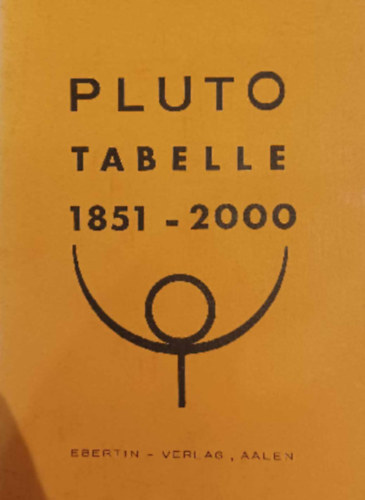 PLUTO
TABELLE
1851 - 2000
EBERTIN - VERLAG, AALEN